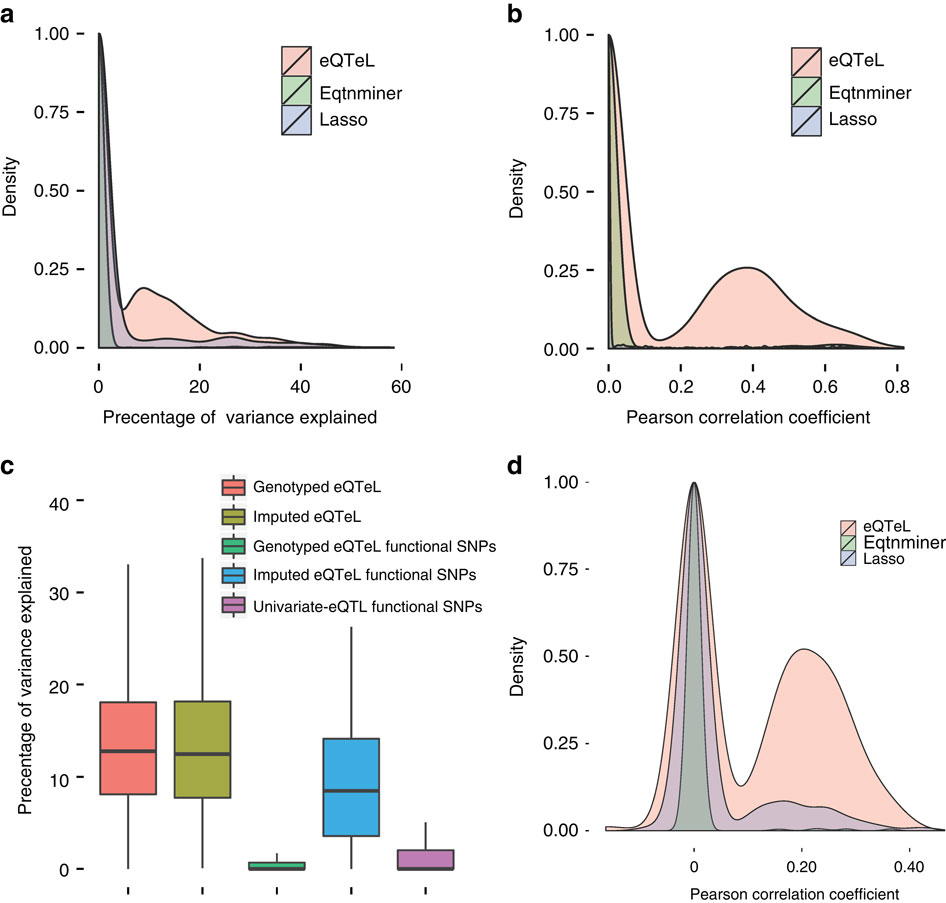 a
1.00
0.75
0.50
0.25
0.00
Density
0
20
40
60
Precentage of variance explained
eQTeL
Eqtnminer
Lasso
b
1.00
0.75
0.50
0.25
0.00
Density
0.0
0.2
0.4
0.6
0.8
Pearson correlation coefficient
eQTeL
Eqtnminer
Lasso
c
40
30
20
10
0
Precentage of variance explained
Genotyped eQTeL
Imputed eQTeL
Genotyped eQTeL functional SNPs
Imputed eQTeL functional SNPs
Univariate-eQTL functional SNPs
d
1.00
0.75
0.50
0.25
0.00
Density
0
0.20
0.40
Pearson correlation coefficient
eQTeL
Eqtnminer
Lasso